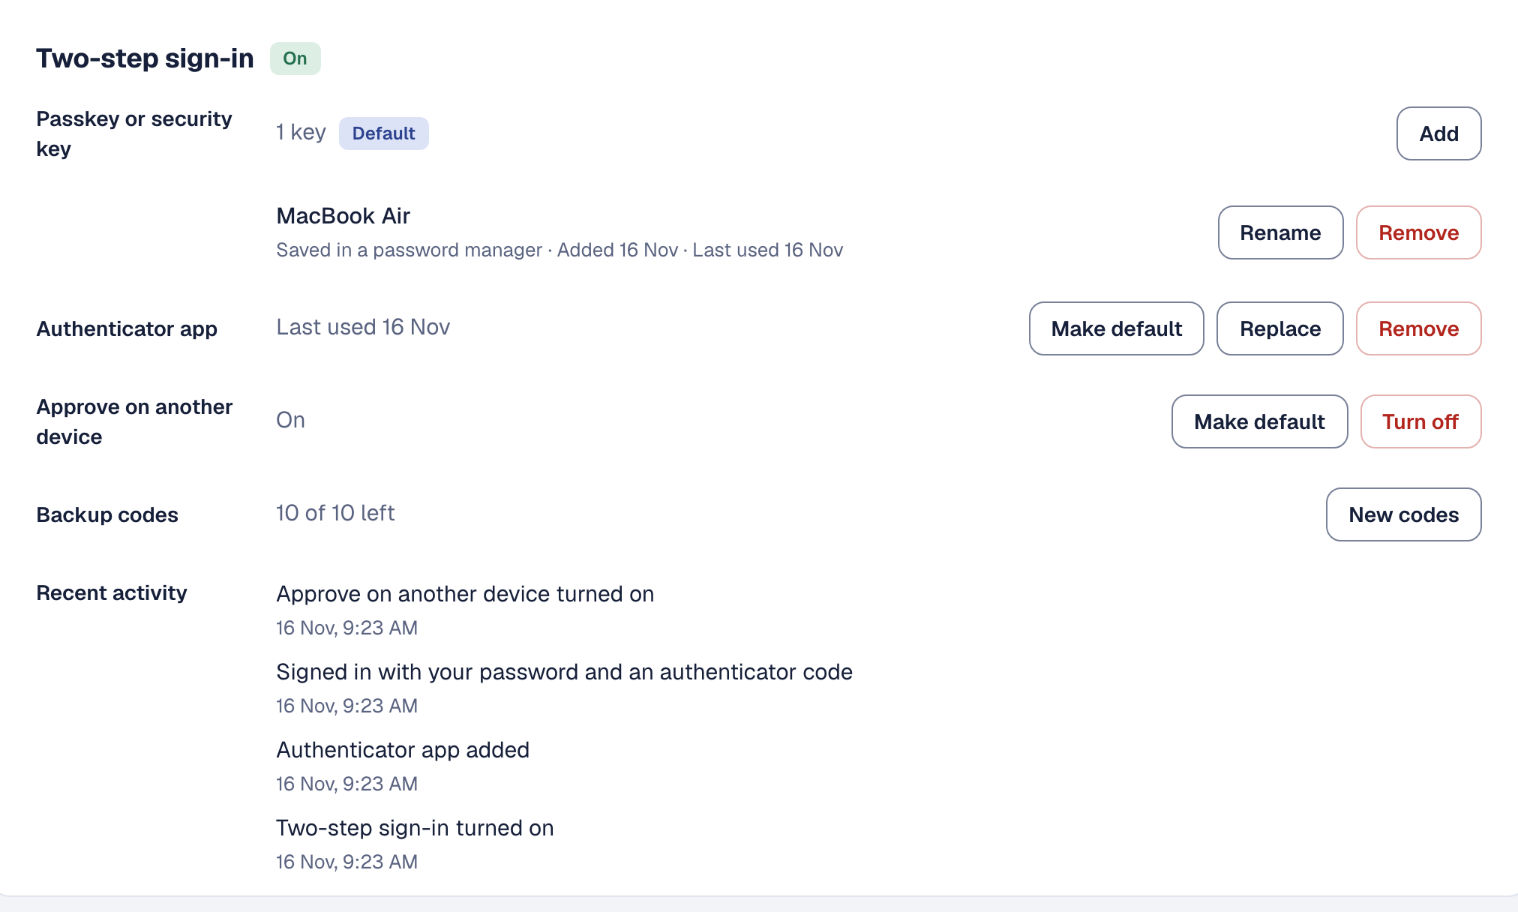 Two-step sign-in On
Passkey or security
key
1 key Default
Add
MacBook Air
Saved in a password manager · Added 16 Nov · Last used 16 Nov
Rename Remove
Authenticator app
Last used 16 Nov
Make default Replace Remove
Approve on another
device
On
Make default Turn off
Backup codes
10 of 10 left
New codes
Recent activity
Approve on another device turned on
16 Nov, 9:23 AM
Signed in with your password and an authenticator code
16 Nov, 9:23 AM
Authenticator app added
16 Nov, 9:23 AM
Two-step sign-in turned on
16 Nov, 9:23 AM